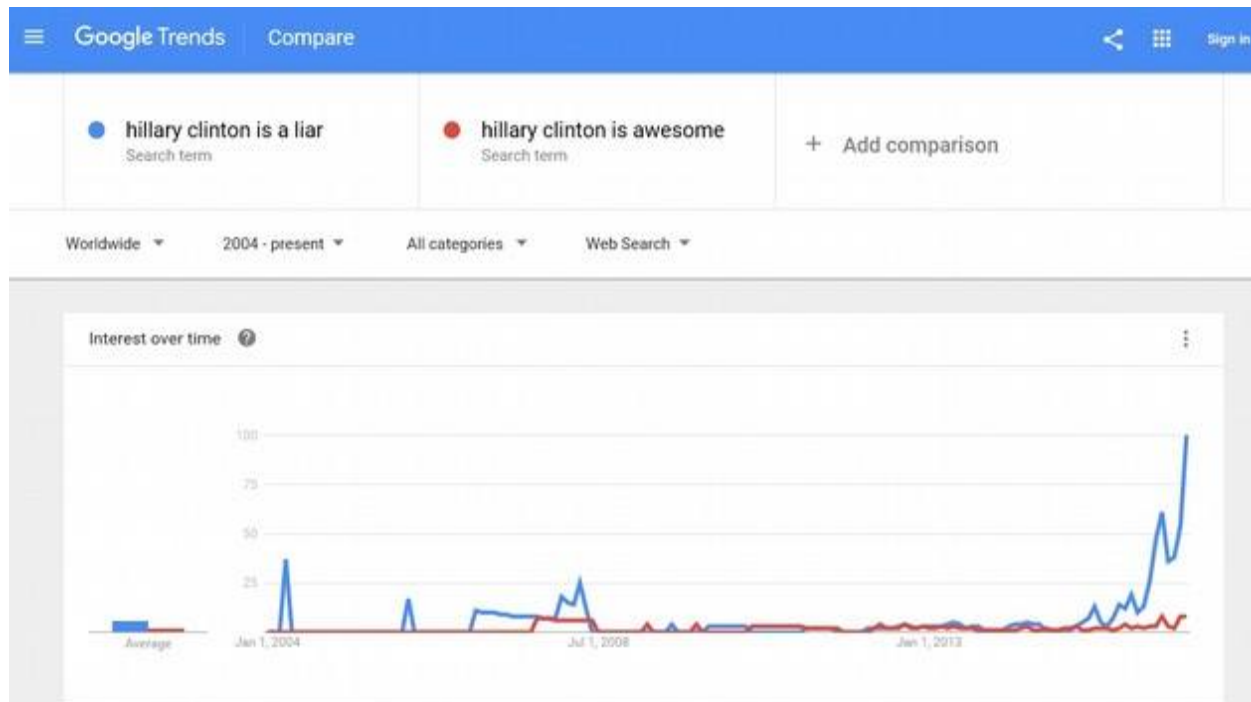 Google Trends Compare Sign in
hillary clinton is a liar
Search term
hillary clinton is awesome
Search term
+ Add comparison
Worldwide 2004 - present All categories Web Search
Interest over time
100
75
50
25
Average Jan 1, 2004 Jul 1, 2008 Jan 1, 2013